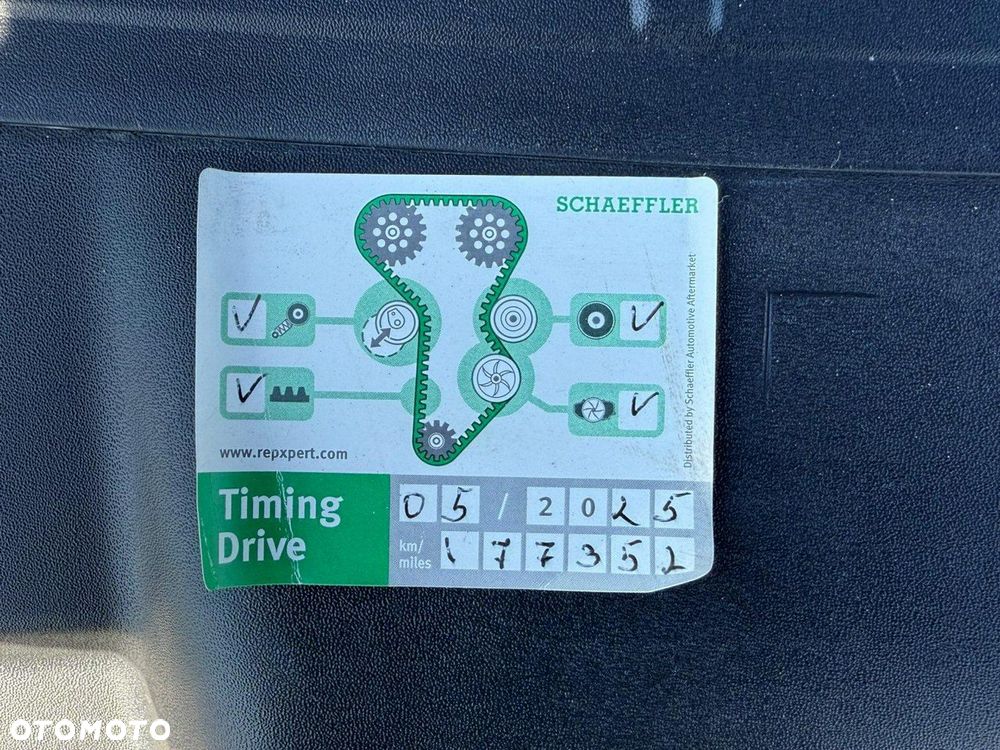 SCHAEFFLER
Distributed by Schaeffler Automotive Aftermarket
www.repxpert.com
Timing
Drive
05 / 2025
km/
miles
177352
OTOMOTO